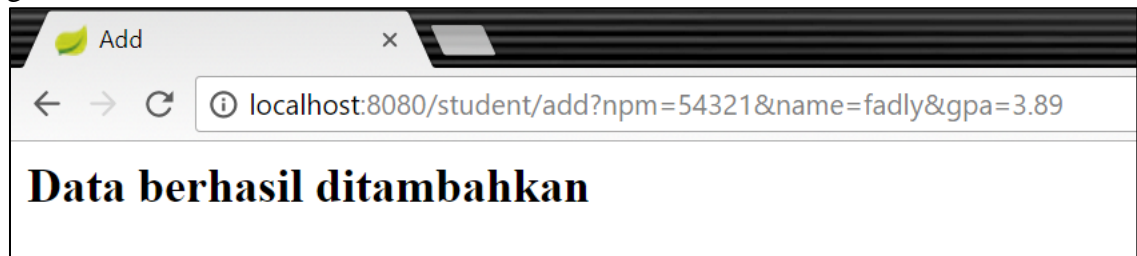 Add
localhost:8080/student/add?npm=54321&name=fadly&gpa=3.89
Data berhasil ditambahkan